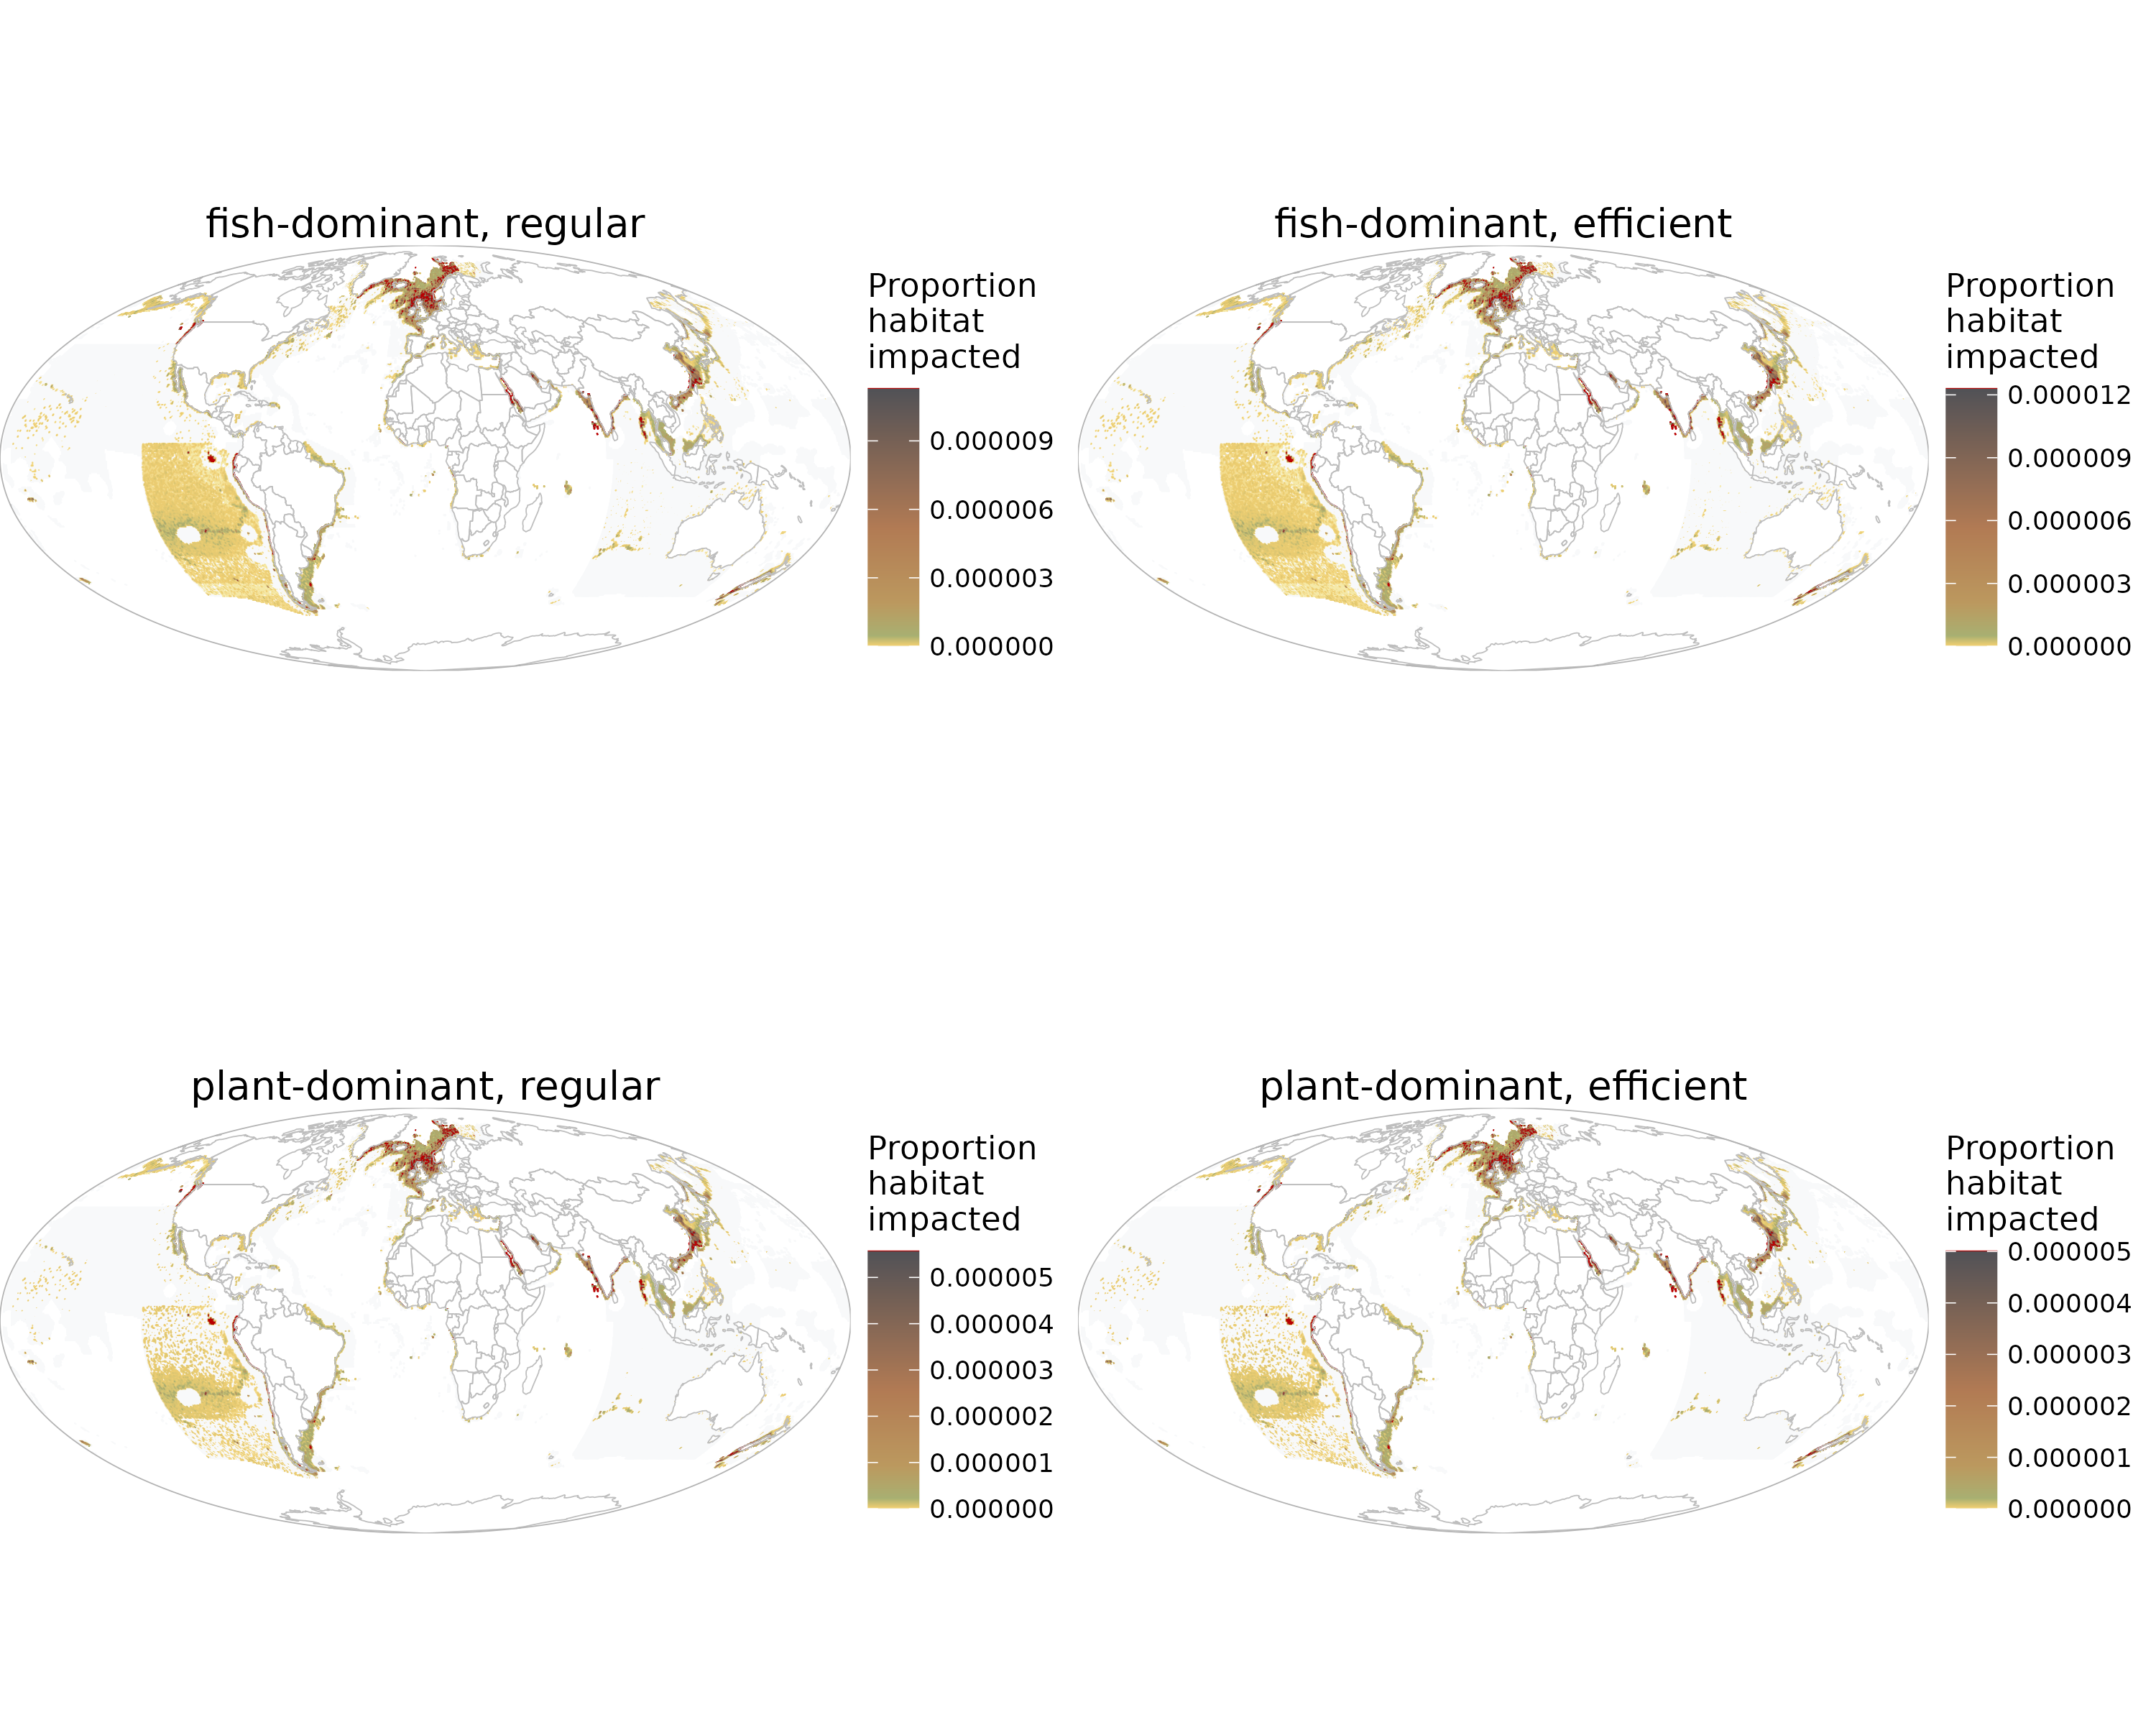 fish-dominant, regular
Proportion
habitat
impacted
0.000009
0.000006
0.000003
0.000000
fish-dominant, efficient
Proportion
habitat
impacted
0.000012
0.000009
0.000006
0.000003
0.000000
plant-dominant, regular
Proportion
habitat
impacted
0.000005
0.000004
0.000003
0.000002
0.000001
0.000000
plant-dominant, efficient
Proportion
habitat
impacted
0.000005
0.000004
0.000003
0.000002
0.000001
0.000000